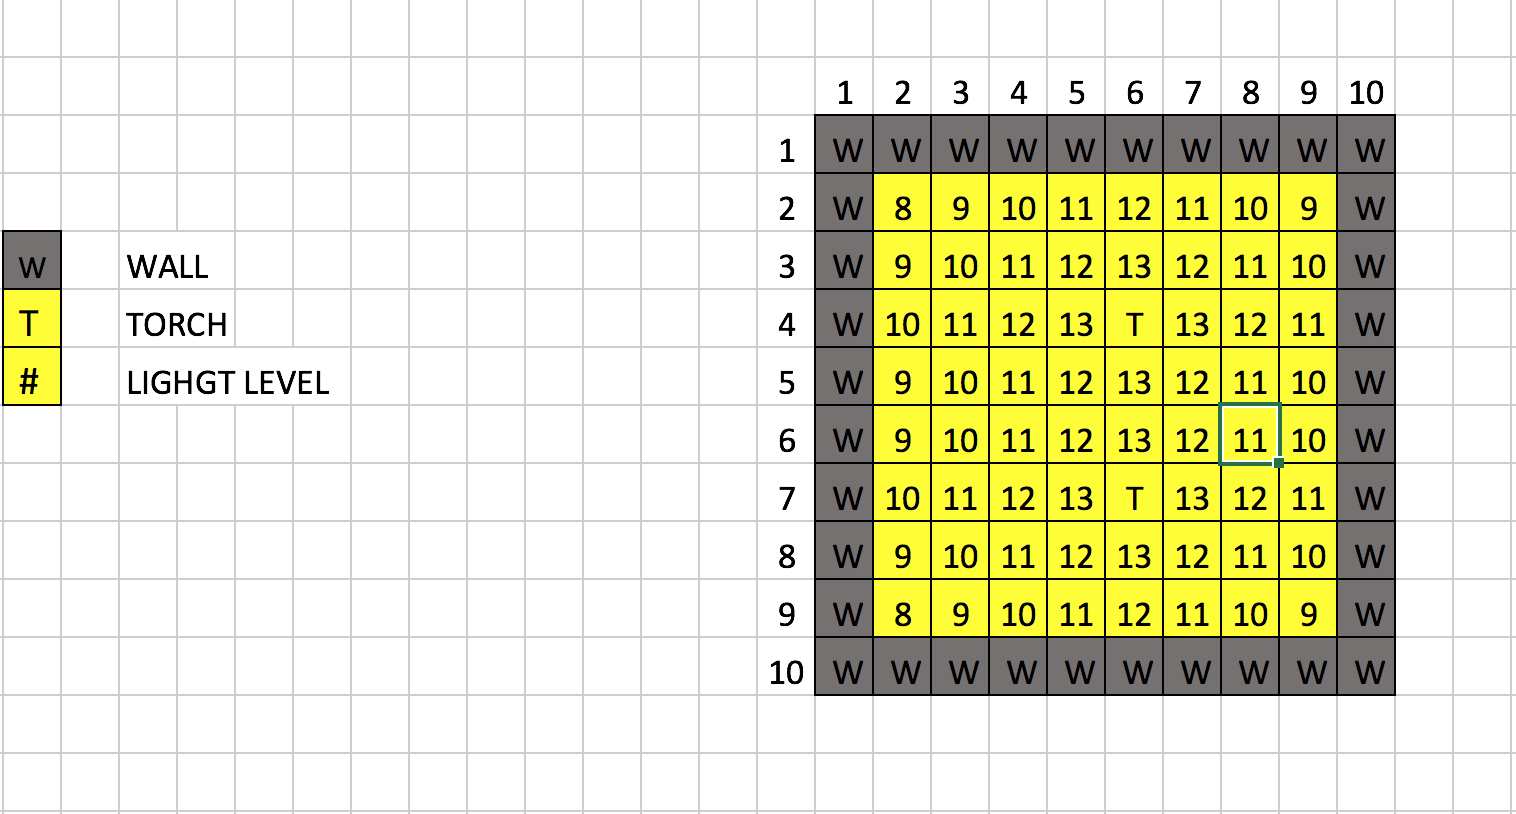 1 2 3 4 5 6 7 8 9 10
1 W W W W W W W W W W
2 W 8 9 10 11 12 11 10 9 W
W WALL 3 W 9 10 11 12 13 12 11 10 W
T TORCH 4 W 10 11 12 13 T 13 12 11 W
# LIGHGT LEVEL 5 W 9 10 11 12 13 12 11 10 W
6 W 9 10 11 12 13 12 11 10 W
7 W 10 11 12 13 T 13 12 11 W
8 W 9 10 11 12 13 12 11 10 W
9 W 8 9 10 11 12 11 10 9 W
10 W W W W W W W W W W